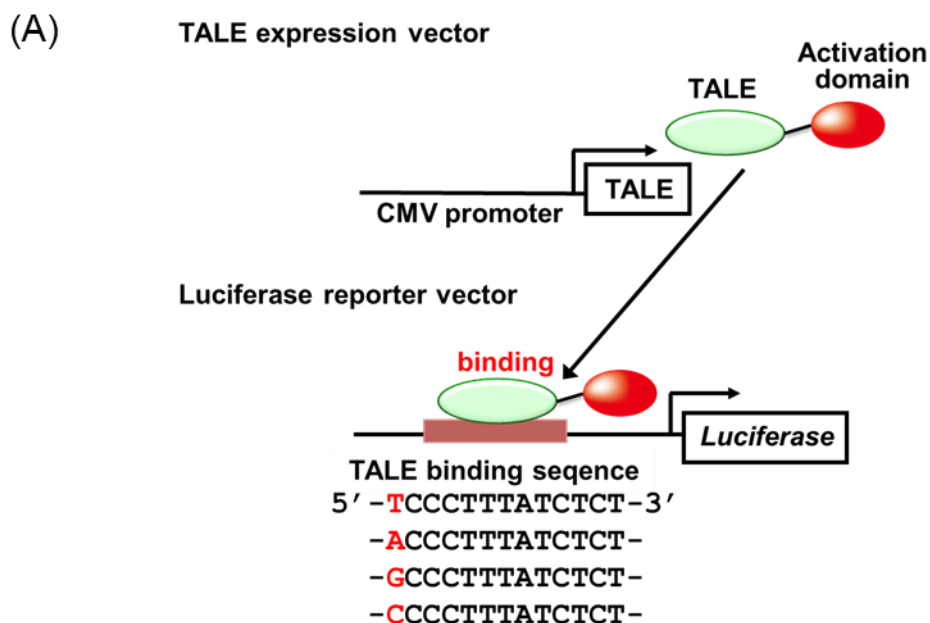 (A)
TALE expression vector
Activation
domain
TALE
TALE
CMV promoter
Luciferase reporter vector
binding
Luciferase
TALE binding seqence
5′-TCCCTTTATCTCT-3′
-ACCCTTTATCTCT-
-GCCCTTTATCTCT-
-CCCCTTTATCTCT-